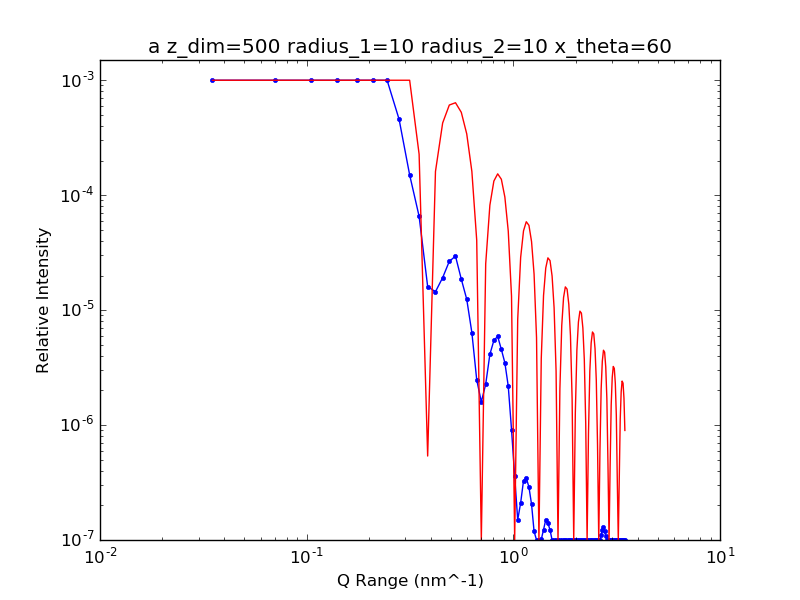 a z_dim=500 radius_1=10 radius_2=10 x_theta=60
10^-3
10^-4
10^-5
10^-6
10^-7
Relative Intensity
10^-2 10^-1 10^0 10^1
Q Range (nm^-1)